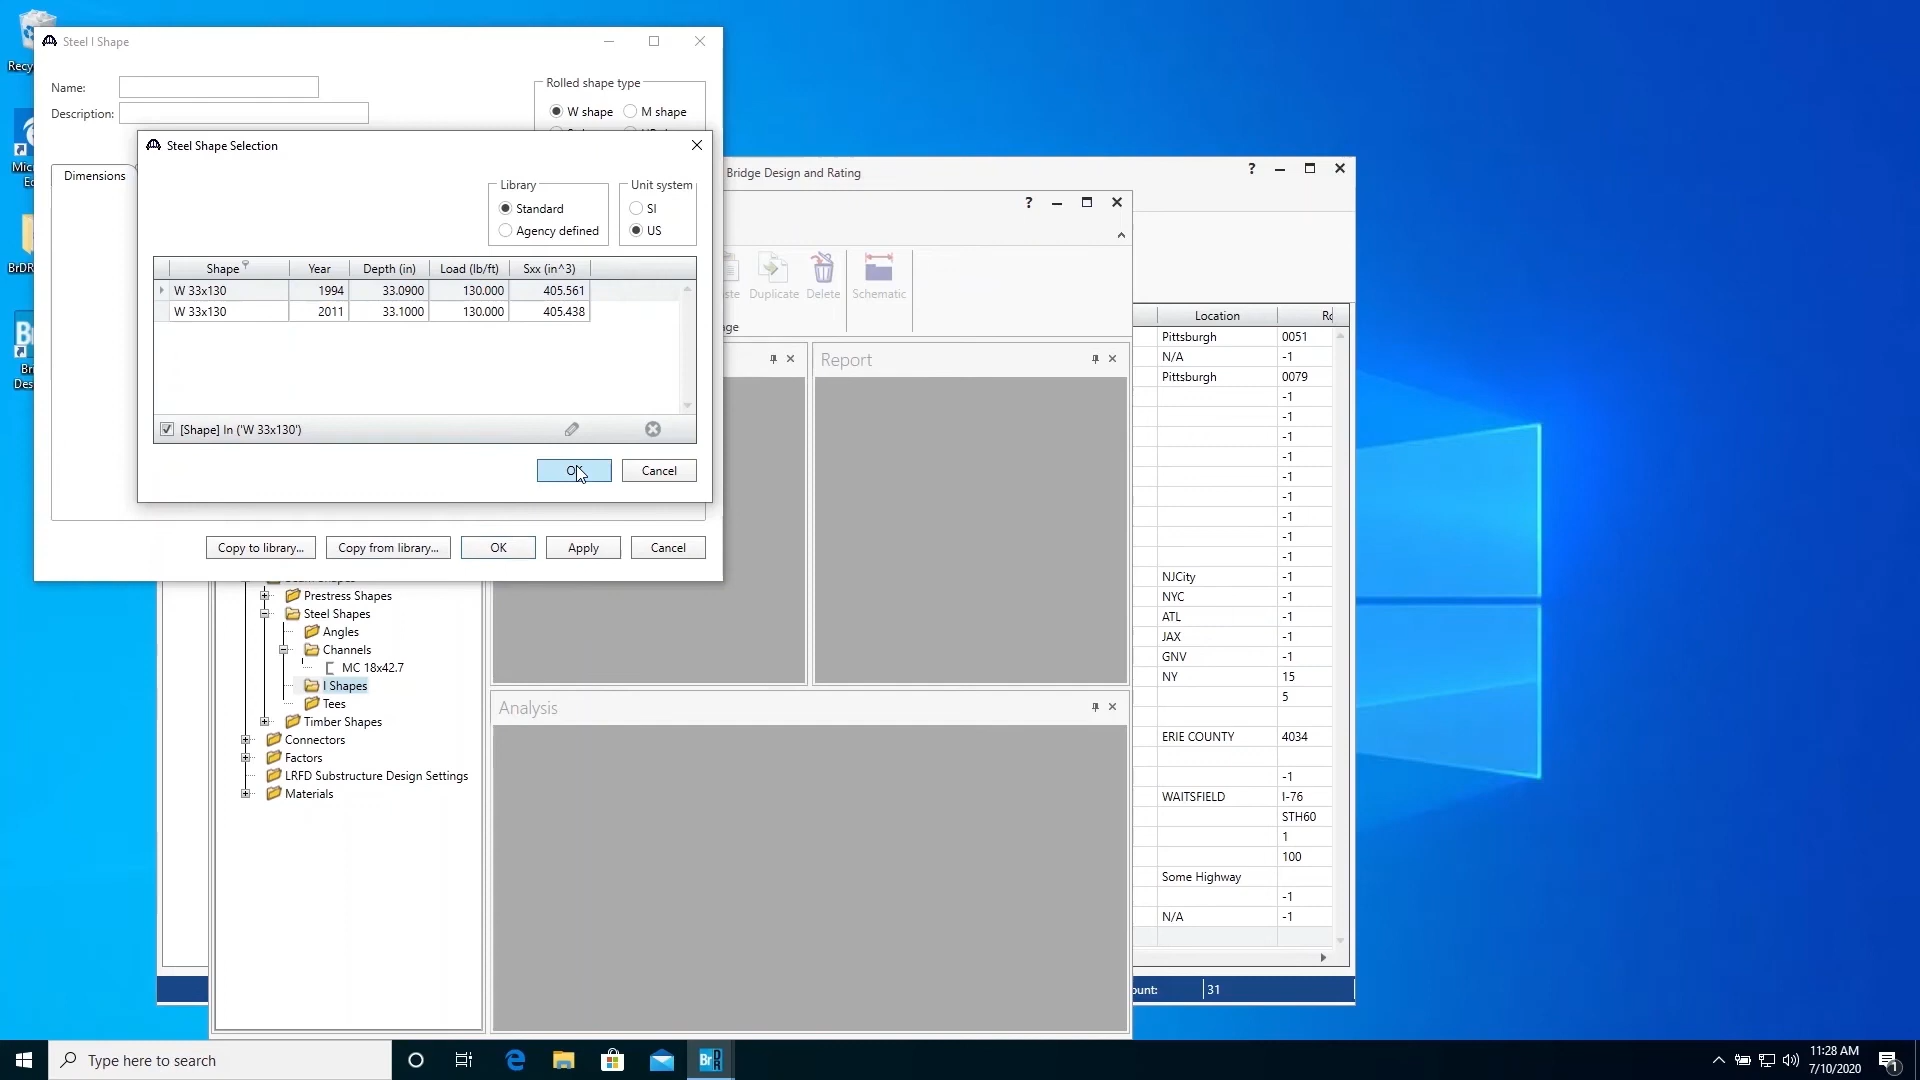 Recy
Steel I Shape
Name:
Description:
Rolled shape type
W shape
M shape
Steel Shape Selection
Dimensions
Library
Standard
Agency defined
Unit system
SI
US
Shape Year Depth (in) Load (lb/ft) Sxx (in^3)
W 33x130 1994 33.0900 130.000 405.561
W 33x130 2011 33.1000 130.000 405.438
[Shape] In ('W 33x130')
OK
Cancel
Copy to library...
Copy from library...
OK
Apply
Cancel
BrDR
Bridge Design and Rating
?
?
Duplicate
Delete
Schematic
Report
Analysis
Prestress Shapes
Steel Shapes
Angles
Channels
MC 18x42.7
I Shapes
Tees
Timber Shapes
Connectors
Factors
LRFD Substructure Design Settings
Materials
Location
Pittsburgh 0051
N/A -1
Pittsburgh 0079
-1
-1
-1
-1
-1
-1
-1
-1
-1
NJCity -1
NYC -1
ATL -1
JAX -1
GNV -1
NY 15
5
ERIE COUNTY 4034
-1
WAITSFIELD I-76
STH60
1
100
Some Highway
-1
N/A -1
31
Type here to search
BrDR
11:28 AM
7/10/2020
1